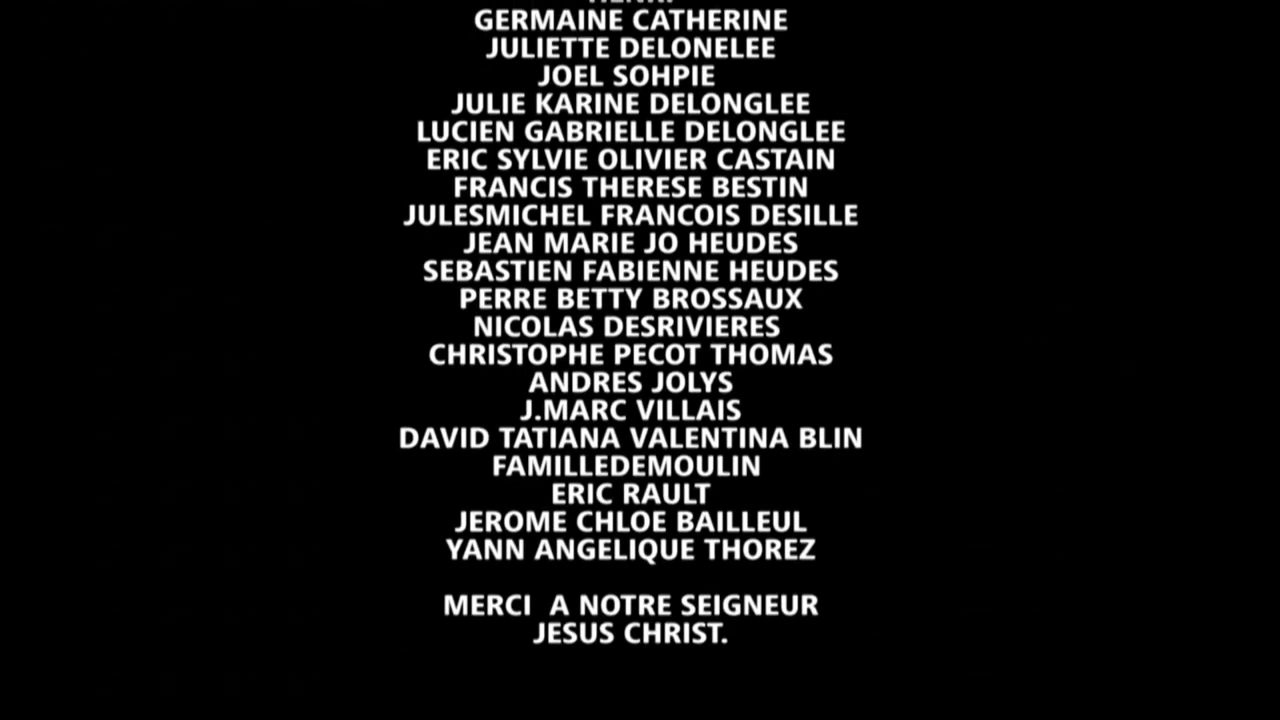 GERMAINE CATHERINE
JULIETTE DELONELEE
JOEL SOHPIE
JULIE KARINE DELONGLEE
LUCIEN GABRIELLE DELONGLEE
ERIC SYLVIE OLIVIER CASTAIN
FRANCIS THERESE BESTIN
JULESMICHEL FRANCOIS DESILLE
JEAN MARIE JO HEUDES
SEBASTIEN FABIENNE HEUDES
PERRE BETTY BROSSAUX
NICOLAS DESRIVIERES
CHRISTOPHE PECOT THOMAS
ANDRES JOLYS
J.MARC VILLAIS
DAVID TATIANA VALENTINA BLIN
FAMILLEDEMOULIN
ERIC RAULT
JEROME CHLOE BAILLEUL
YANN ANGELIQUE THOREZ
MERCI  A NOTRE SEIGNEUR
JESUS CHRIST.